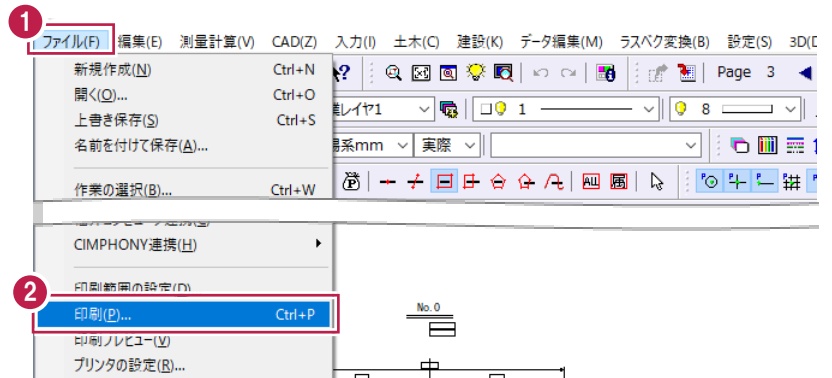 1
ファイル(F) 編集(E) 測量計算(V) CAD(Z) 入力(I) 土木(C) 建設(K) データ編集(M) ラスベク変換(B) 設定(S) 3D(D
新規作成(N) Ctrl+N
Page 3
開く(O)... Ctrl+O
レイヤ1 1 8
上書き保存(S) Ctrl+S
名前を付けて保存(A)...
系mm 実際
作業の選択(B)... Ctrl+W
ALL 属
CIMPHONY連携(H)
2
印刷範囲の設定(D)
印刷(P)... Ctrl+P
No.0
印刷プレビュー(V)
プリンタの設定(R)...